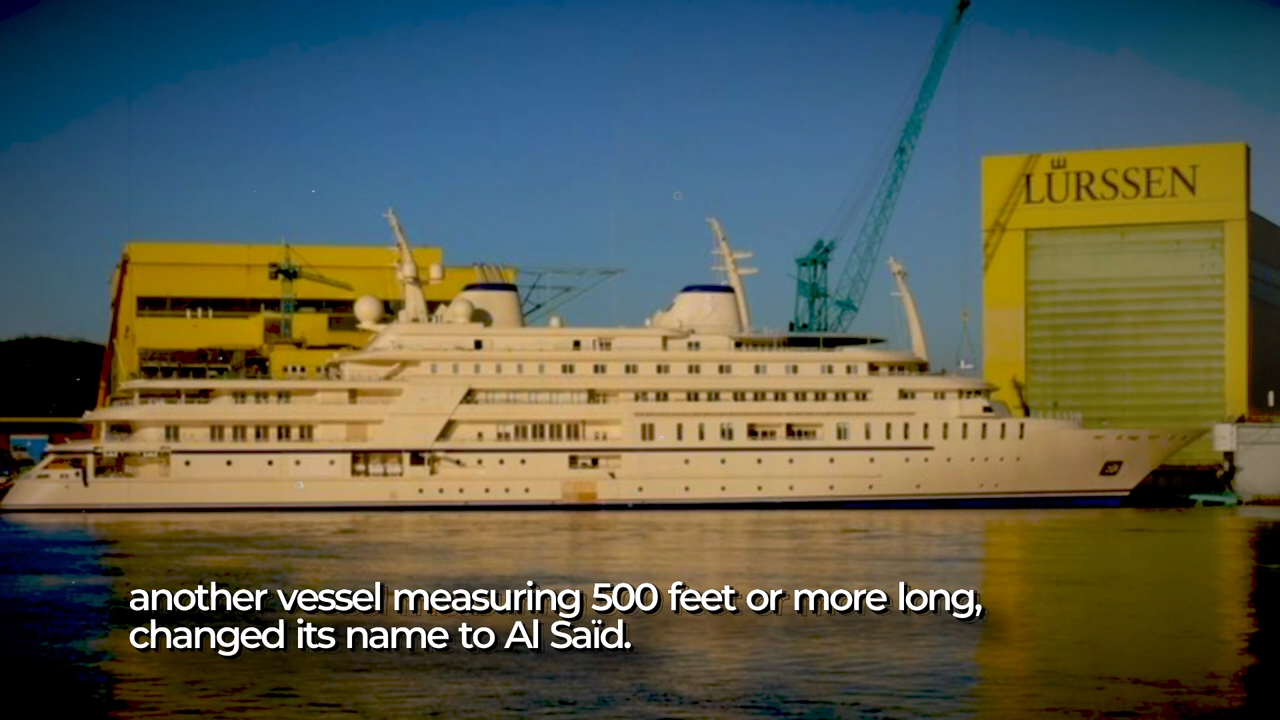 LÜRSSEN
another vessel measuring 500 feet or more long,
changed its name to Al Saïd.